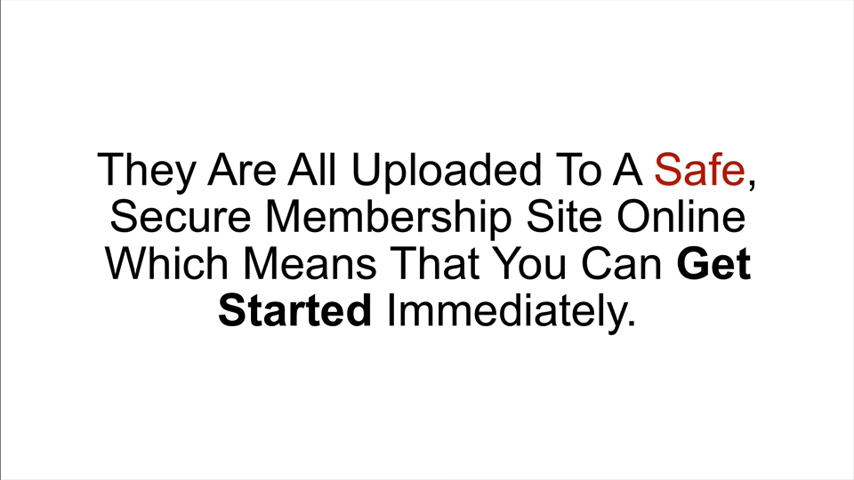 They Are All Uploaded To A Safe,
Secure Membership Site Online
Which Means That You Can Get
Started Immediately.